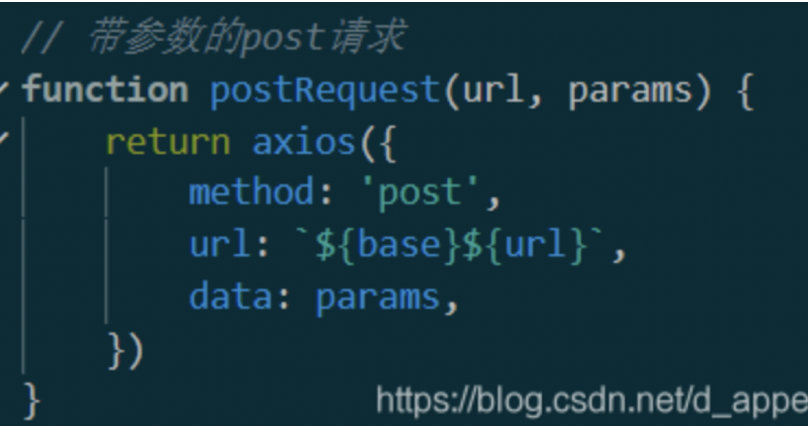 // 带参数的post请求
function postRequest(url, params) {
return axios({
method: 'post',
url: `${base}${url}`,
data: params,
})
}
https://blog.csdn.net/d_appe